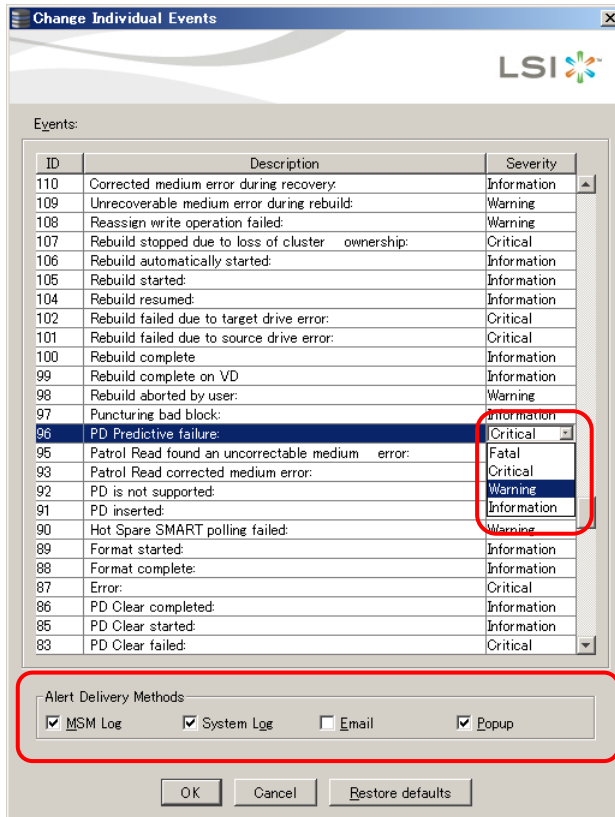 Change Individual Events
LSI
Events:
ID Description Severity
110 Corrected medium error during recovery: Information
109 Unrecoverable medium error during rebuild: Warning
108 Reassign write operation failed: Warning
107 Rebuild stopped due to loss of cluster ownership: Critical
106 Rebuild automatically started: Information
105 Rebuild started: Information
104 Rebuild resumed: Information
102 Rebuild failed due to target drive error: Critical
101 Rebuild failed due to source drive error: Critical
100 Rebuild complete Information
99 Rebuild complete on VD Information
98 Rebuild aborted by user: Warning
97 Puncturing bad block: Information
96 PD Predictive failure: Critical
95 Patrol Read found an uncorrectable medium error: Fatal
93 Patrol Read corrected medium error: Critical
92 PD is not supported: Warning
91 PD inserted: Information
90 Hot Spare SMART polling failed: Warning
89 Format started: Information
88 Format complete: Information
87 Error: Critical
86 PD Clear completed: Information
85 PD Clear started: Information
83 PD Clear failed: Critical
Alert Delivery Methods
MSM Log System Log Email Popup
OK Cancel Restore defaults